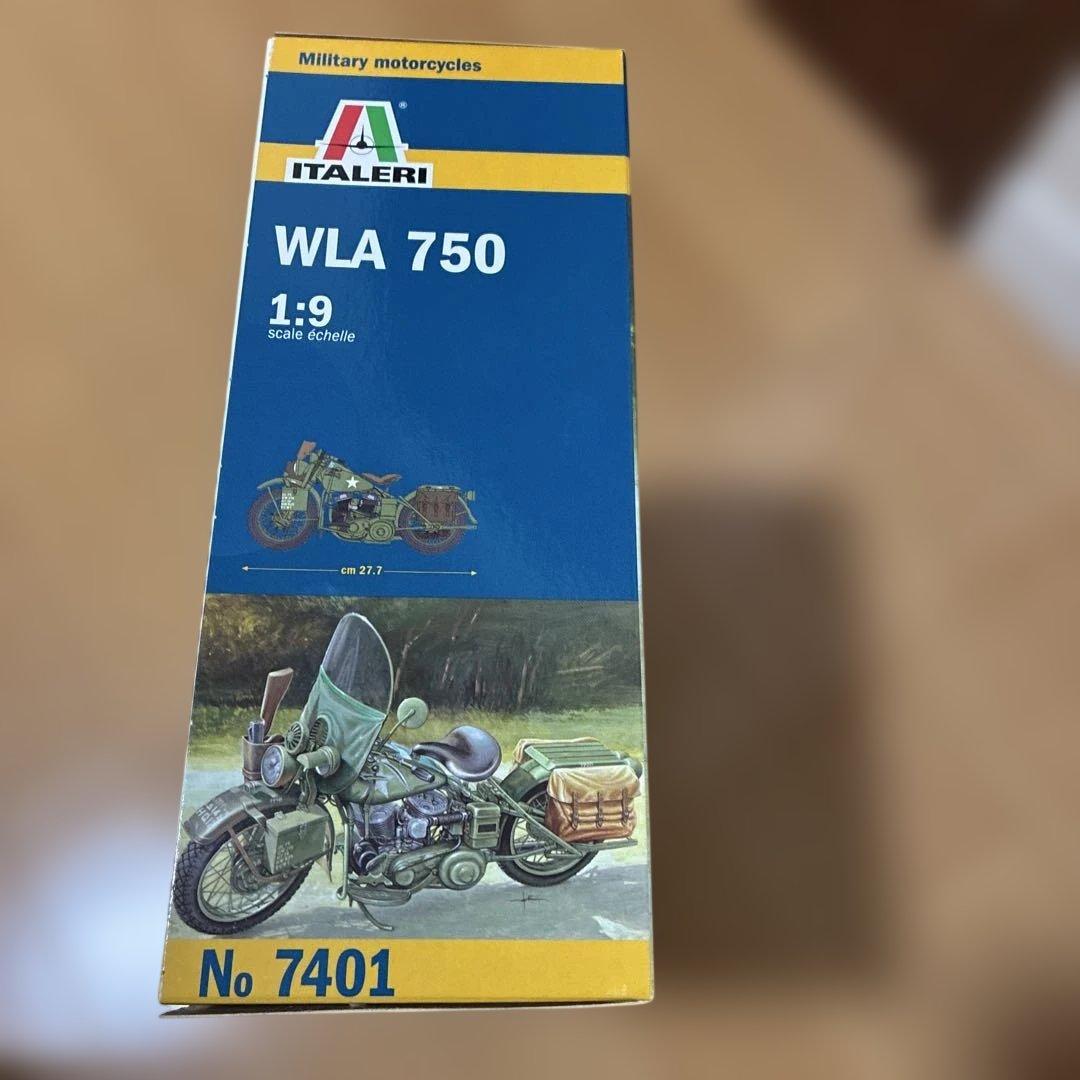 Military motorcycles
®
ITALERI
WLA 750
1:9
scale échelle
cm 27.7
No 7401